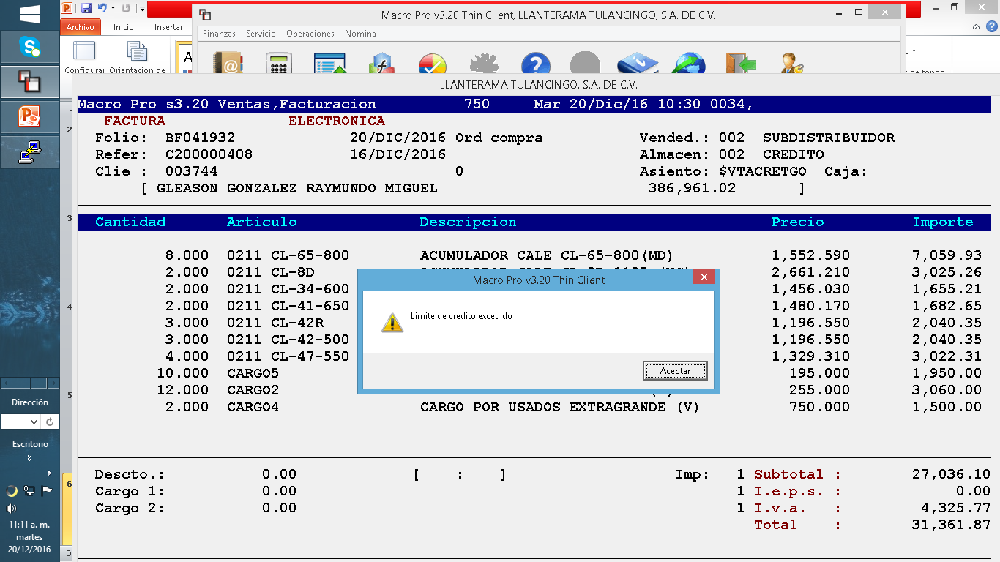 Macro Pro v3.20 Thin Client, LLANTERAMA TULANCINGO, S.A. DE C.V.
Archivo Inicio Insertar
Finanzas Servicio Operaciones Nomina
Configurar Orientación de
de fondo
LLANTERAMA TULANCINGO, S.A. DE C.V.
Macro Pro s3.20 Ventas,Facturacion 750 Mar 20/Dic/16 10:30 0034,
FACTURA ELECTRONICA
Folio: BF041932 20/DIC/2016 Ord compra Vended.: 002 SUBDISTRIBUIDOR
Refer: C200000408 16/DIC/2016 Almacen: 002 CREDITO
Clie : 003744 0 Asiento: $VTACRETGO Caja:
[ GLEASON GONZALEZ RAYMUNDO MIGUEL 386,961.02 ]
Cantidad Articulo Descripcion Precio Importe
8.000 0211 CL-65-800 ACUMULADOR CALE CL-65-800(MD) 1,552.590 7,059.93
2.000 0211 CL-8D 2,661.210 3,025.26
2.000 0211 CL-34-600 1,456.030 1,655.21
2.000 0211 CL-41-650 1,480.170 1,682.65
3.000 0211 CL-42R 1,196.550 2,040.35
3.000 0211 CL-42-500 1,196.550 2,040.35
4.000 0211 CL-47-550 1,329.310 3,022.31
10.000 CARGO5 195.000 1,950.00
12.000 CARGO2 255.000 3,060.00
2.000 CARGO4 CARGO POR USADOS EXTRAGRANDE (V) 750.000 1,500.00
Macro Pro v3.20 Thin Client
Limite de credito excedido
Aceptar
Descto.: 0.00 [ : ] Imp: 1 Subtotal : 27,036.10
Cargo 1: 0.00 1 I.e.p.s. : 0.00
Cargo 2: 0.00 1 I.v.a. : 4,325.77
Total : 31,361.87
2
3
4
5
6
D
Dirección
Escritorio
11:11 a. m.
martes
20/12/2016